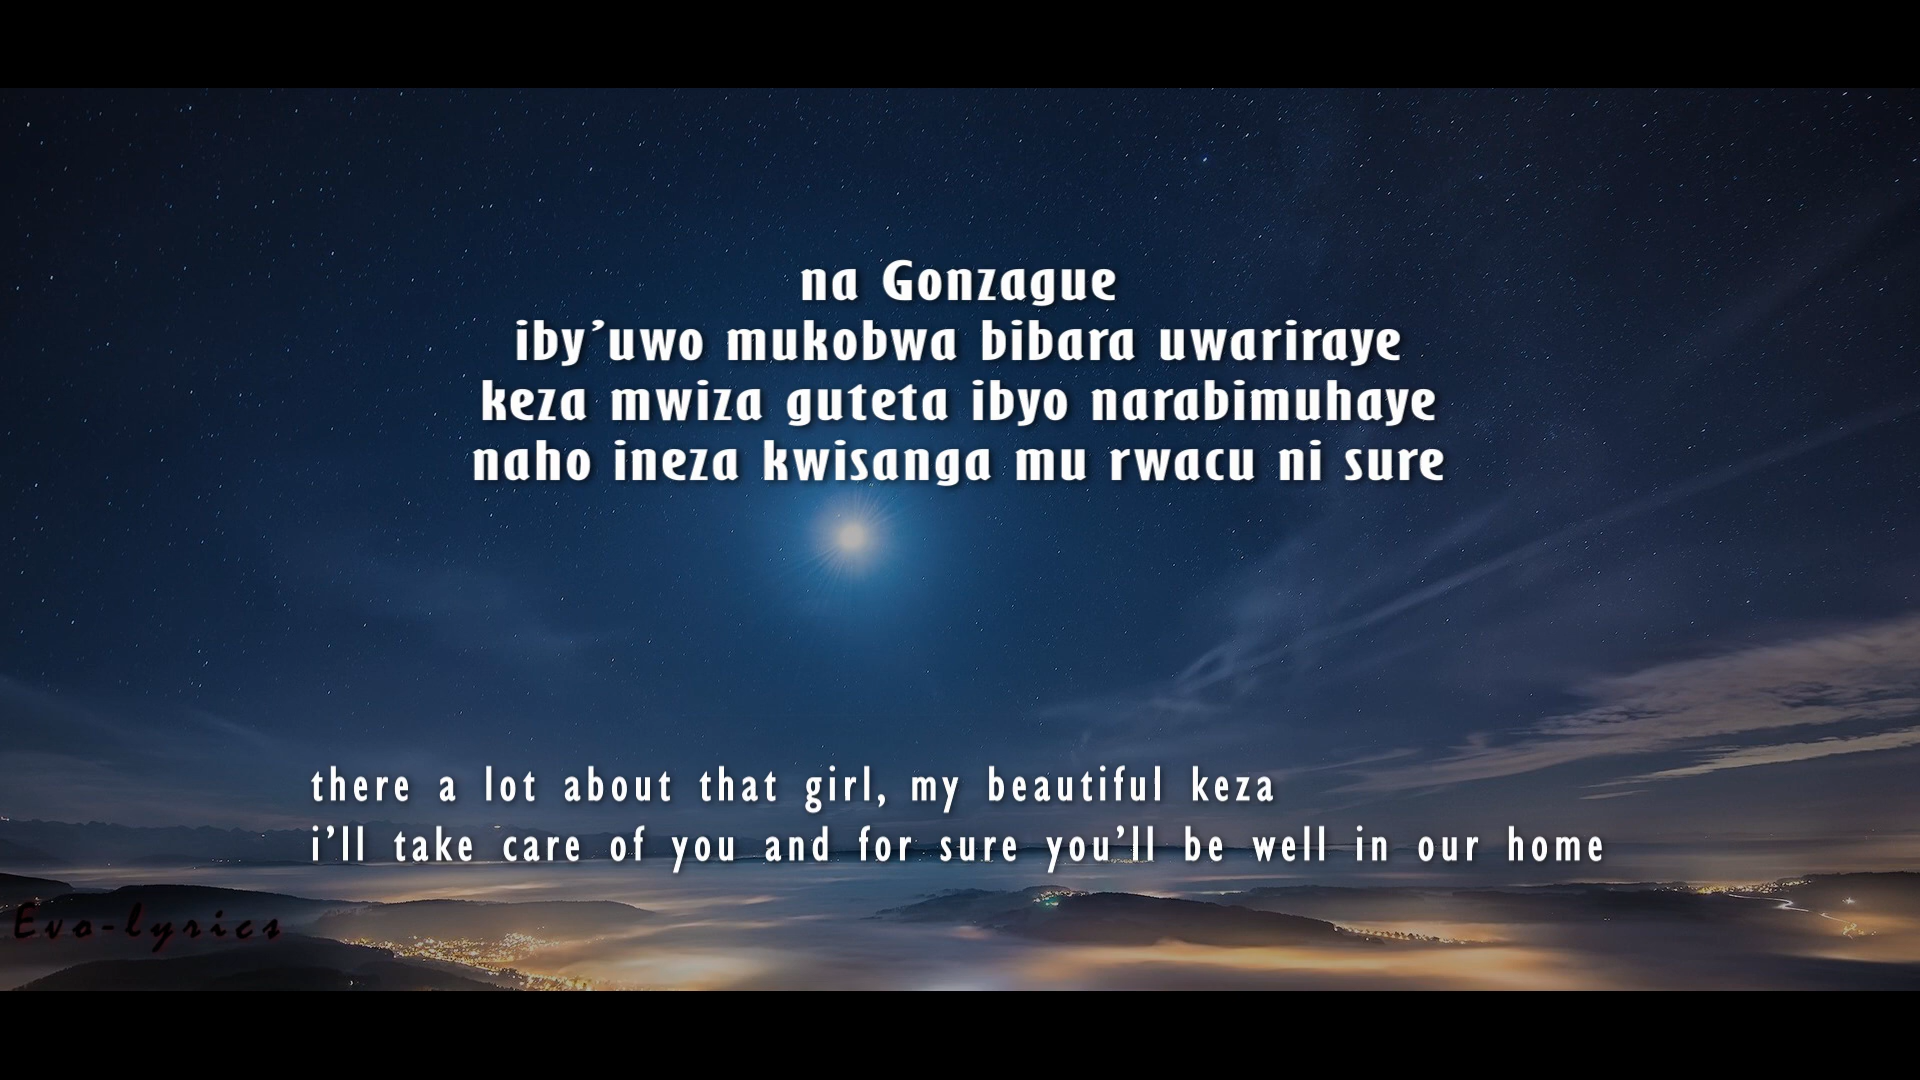 na Gonzague
iby'uwo mukobwa bibara uwariraye
keza mwiza guteta ibyo narabimuhaye
naho ineza kwisanga mu rwacu ni sure
there a lot about that girl, my beautiful keza
i'll take care of you and for sure you'll be well in our home
Evo-lyrics